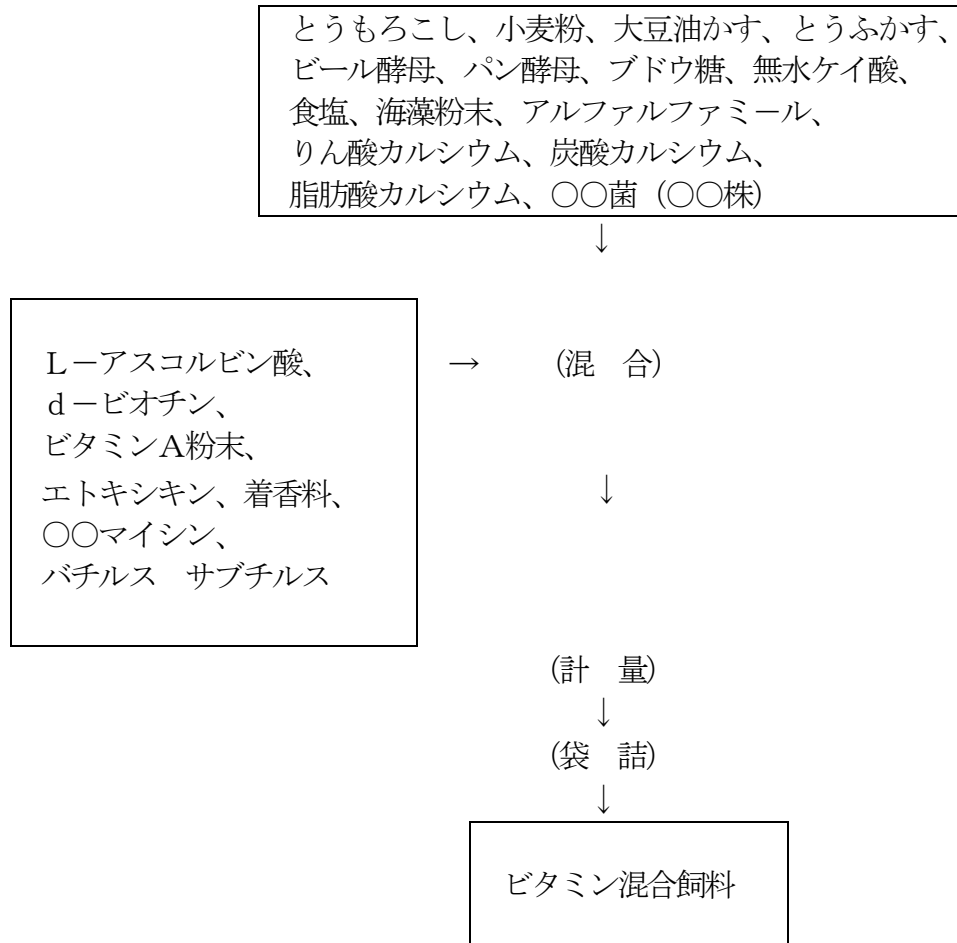 とうもろこし、小麦粉、大豆油かす、とうふかす、
ビール酵母、パン酵母、ブドウ糖、無水ケイ酸、
食塩、海藻粉末、アルファルファミ－ル、
りん酸カルシウム、炭酸カルシウム、
脂肪酸カルシウム、○○菌（○○株）
↓
Ｌ－アスコルビン酸、
ｄ－ビオチン、
ビタミンＡ粉末、
エトキシキン、着香料、
○○マイシン、
バチルス　サブチルス
→ (混　合)
↓
(計　量)
↓
(袋　詰)
↓
ビタミン混合飼料